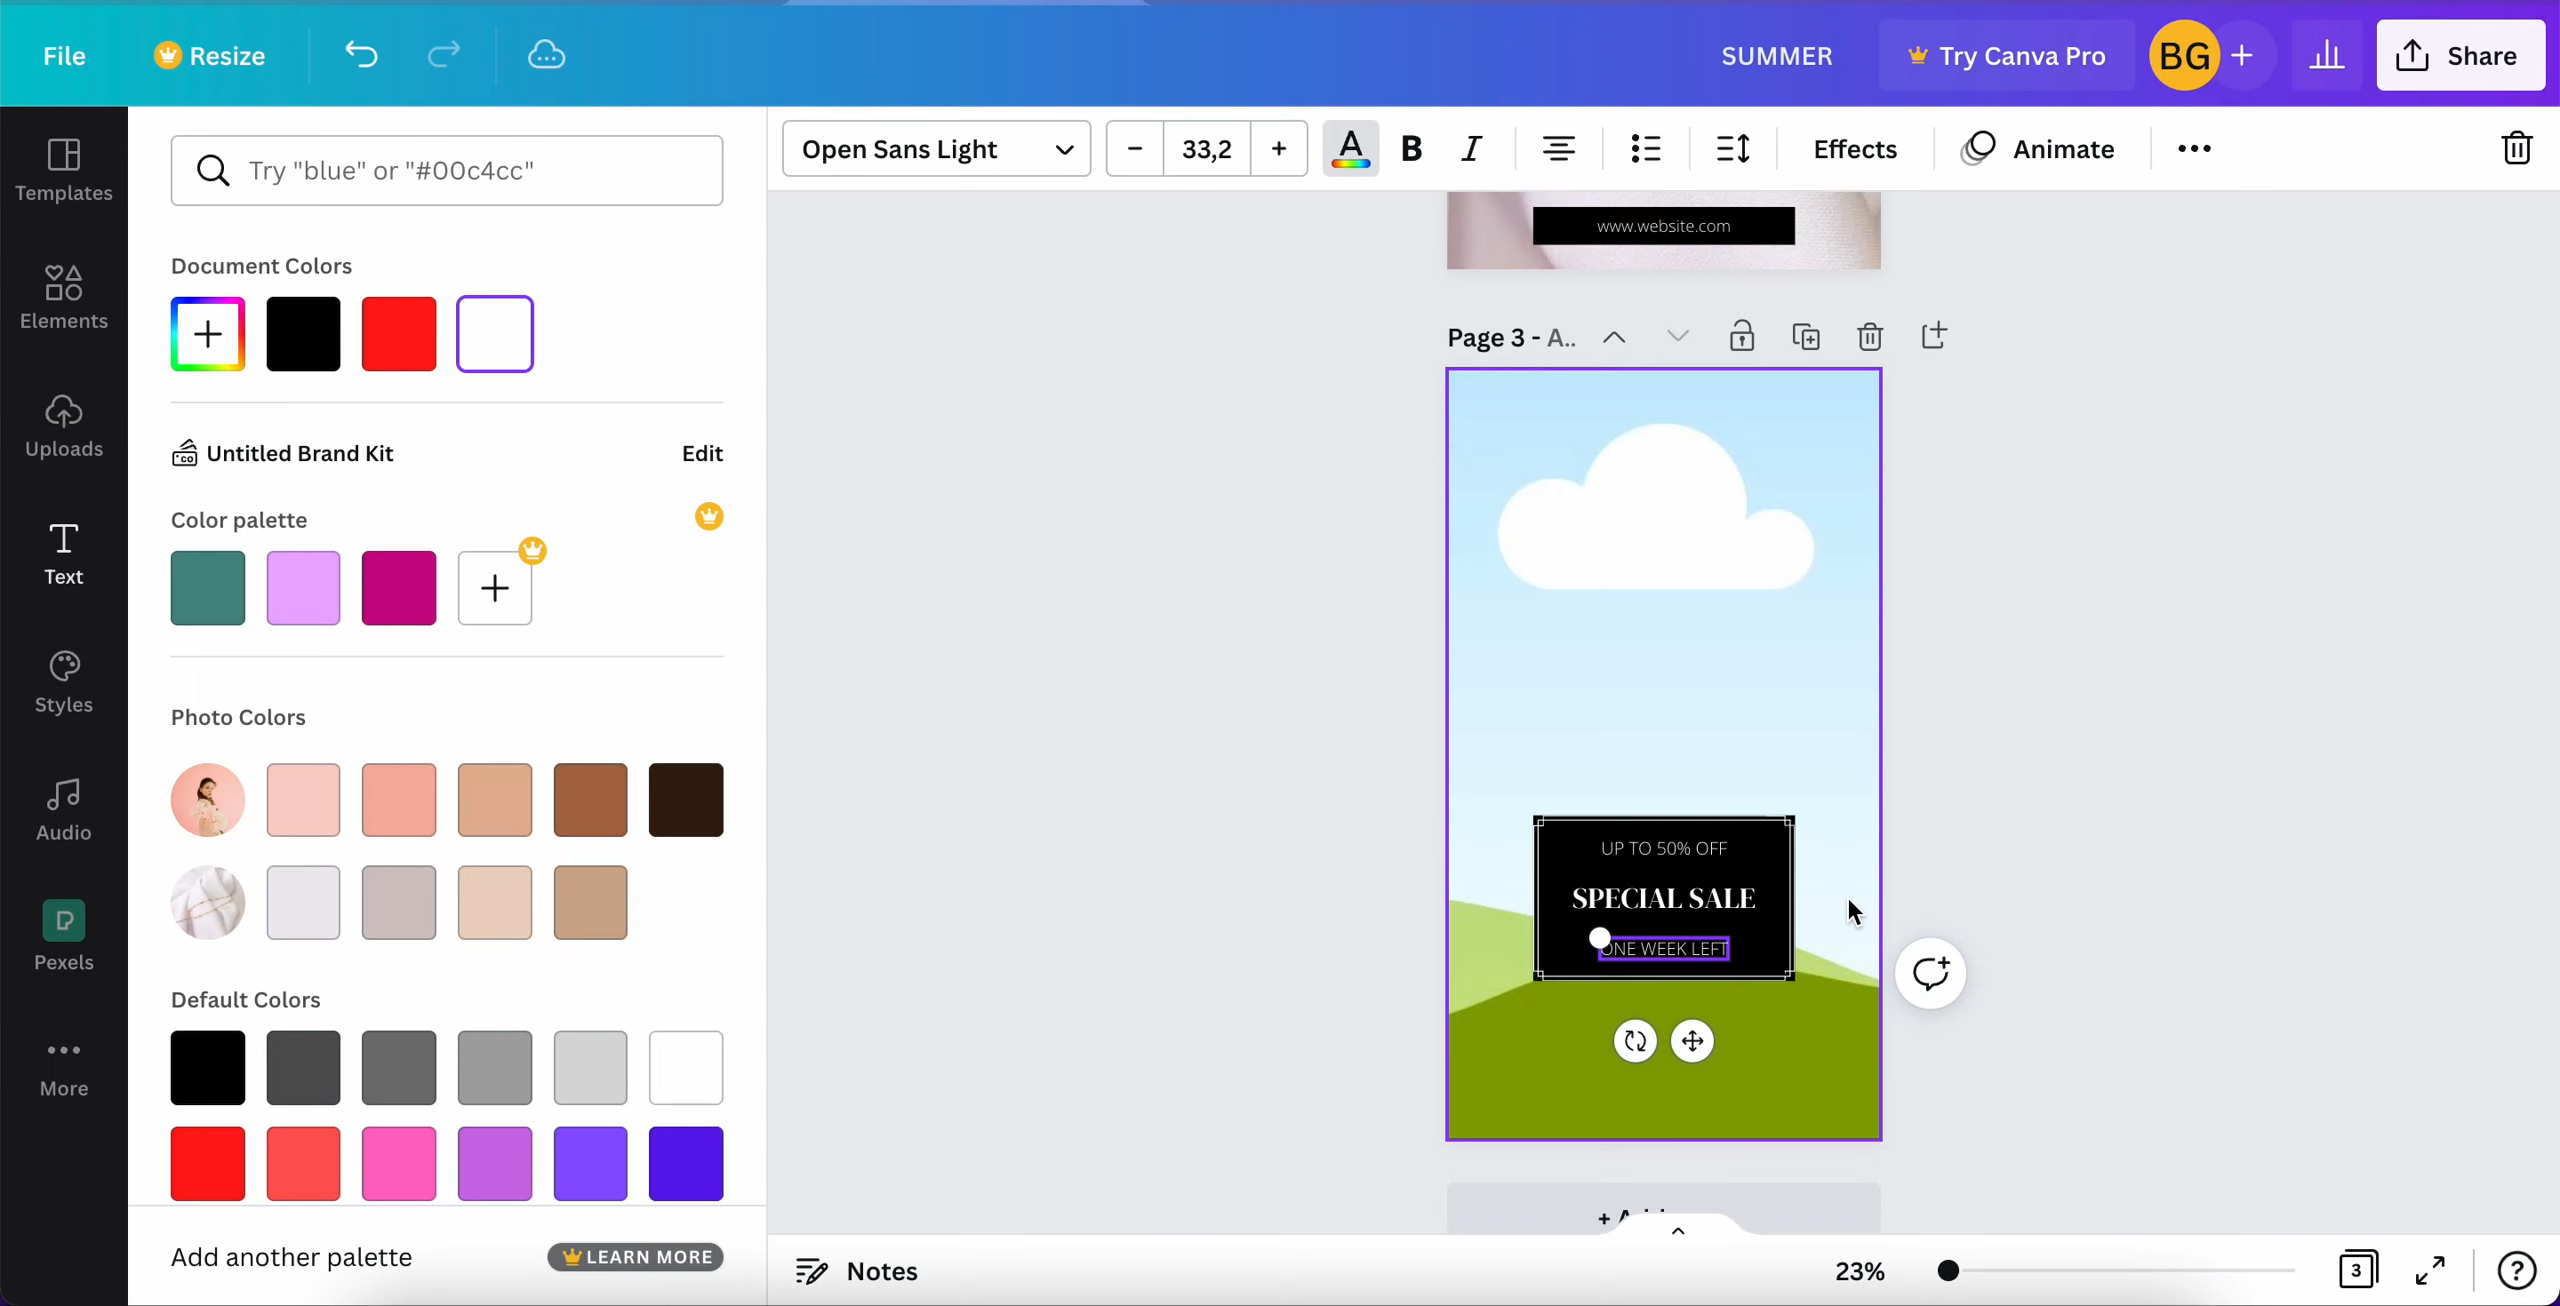 File
Resize
SUMMER
Try Canva Pro
BG
Share
Templates
Elements
Uploads
Text
Styles
Audio
Pexels
More
Try "blue" or "#00c4cc"
Document Colors
Untitled Brand Kit
Edit
Color palette
Photo Colors
Default Colors
Add another palette
LEARN MORE
Open Sans Light
33,2
A
B
I
Effects
Animate
www.website.com
Page 3 - A..
UP TO 50% OFF
SPECIAL SALE
ONE WEEK LEFT
Notes
23%
3
?